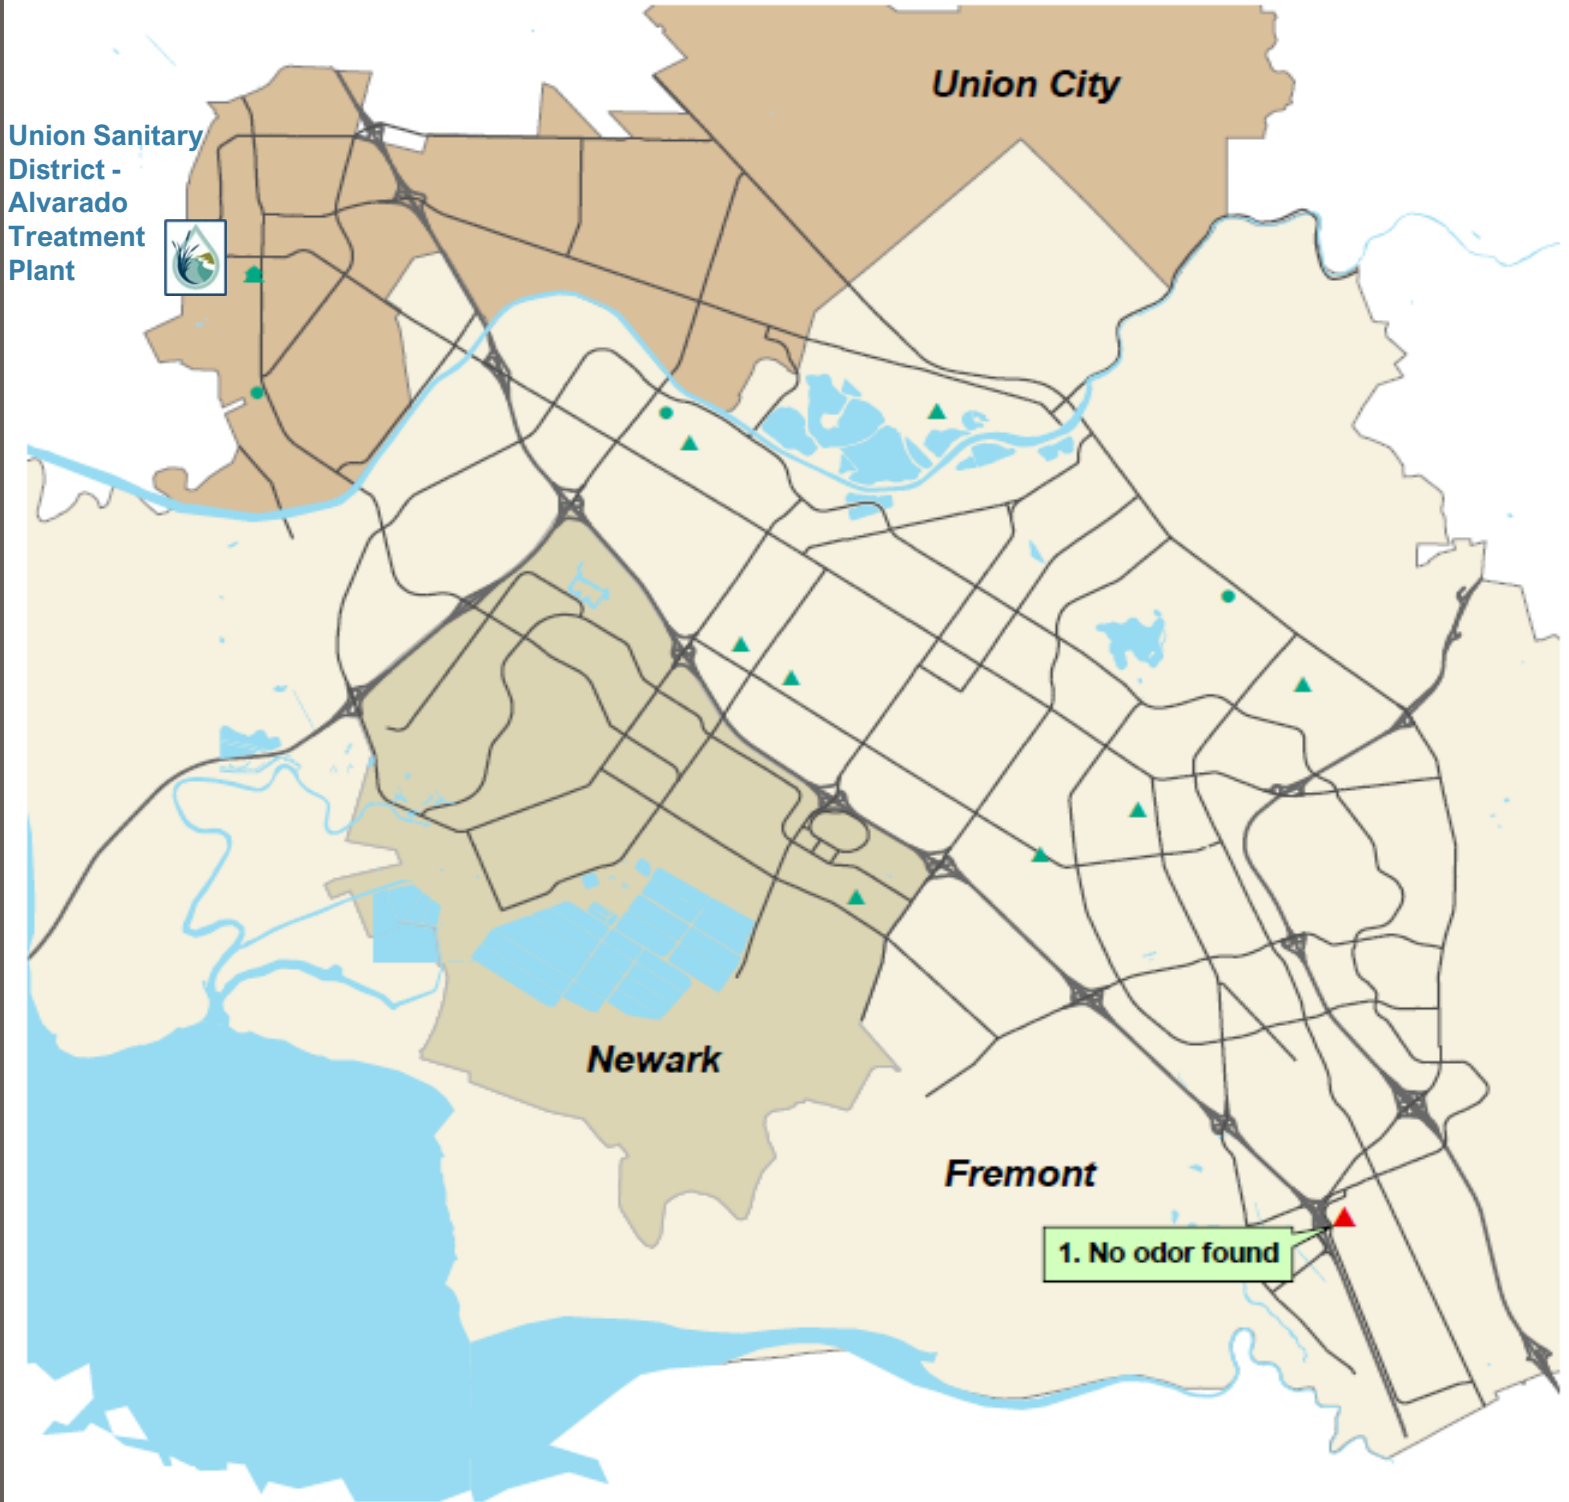 Union City
Union Sanitary
District -
Alvarado
Treatment
Plant
Newark
Fremont
1. No odor found